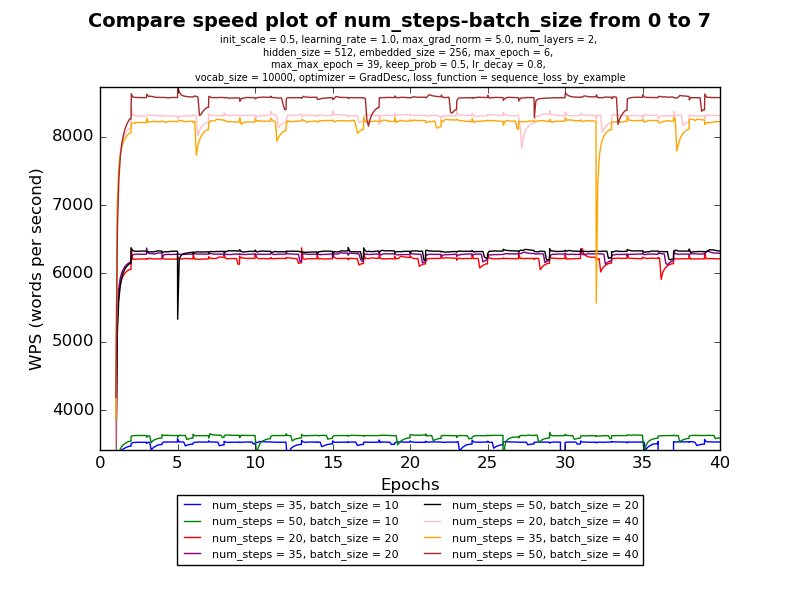 Compare speed plot of num_steps-batch_size from 0 to 7
init_scale = 0.5, learning_rate = 1.0, max_grad_norm = 5.0, num_layers = 2,
hidden_size = 512, embedded_size = 256, max_epoch = 6,
max_max_epoch = 39, keep_prob = 0.5, lr_decay = 0.8,
vocab_size = 10000, optimizer = GradDesc, loss_function = sequence_loss_by_example
WPS (words per second)
8000
7000
6000
5000
4000
0 5 10 15 20 25 30 35 40
Epochs
num_steps = 35, batch_size = 10
num_steps = 50, batch_size = 10
num_steps = 20, batch_size = 20
num_steps = 35, batch_size = 20
num_steps = 50, batch_size = 20
num_steps = 20, batch_size = 40
num_steps = 35, batch_size = 40
num_steps = 50, batch_size = 40